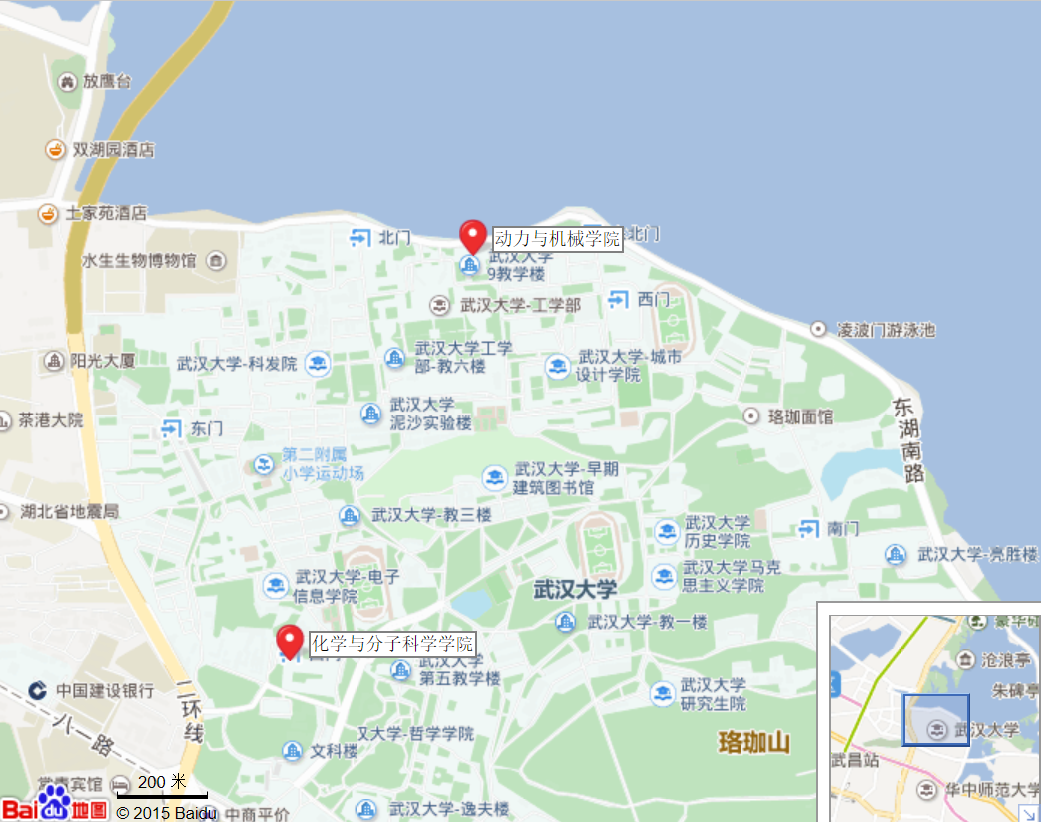 放鹰台
双湖园酒店
土家苑酒店
北门
动力与机械学院
北门
水生生物博物馆
武汉大学
9教学楼
武汉大学-工学部
西门
凌波门游泳池
阳光大厦
武汉大学-科发院
武汉大学工学
部-教六楼
武汉大学-城市
设计学院
茶港大院
武汉大学
泥沙实验楼
珞珈面馆
东湖南路
东门
第二附属
小学运动场
武汉大学-早期
建筑图书馆
湖北省地震局
武汉大学-教三楼
武汉大学
历史学院
南门
武汉大学-亮胜楼
武汉大学-电子
信息学院
武汉大学
武汉大学马克
思主义学院
武汉大学-教一楼
化学与分子科学学院
武汉大学
第五教学楼
中国建设银行
二环线
武汉大学
研究生院
八一路
大-哲学学院
文科楼
珞珈山
宾馆
200 米
Bai du 地图
© 2015 Baidu
中商平价
武汉大学-逸夫楼
沧浪亭
朱碑亭
武汉大学
武昌站
华中师范大学